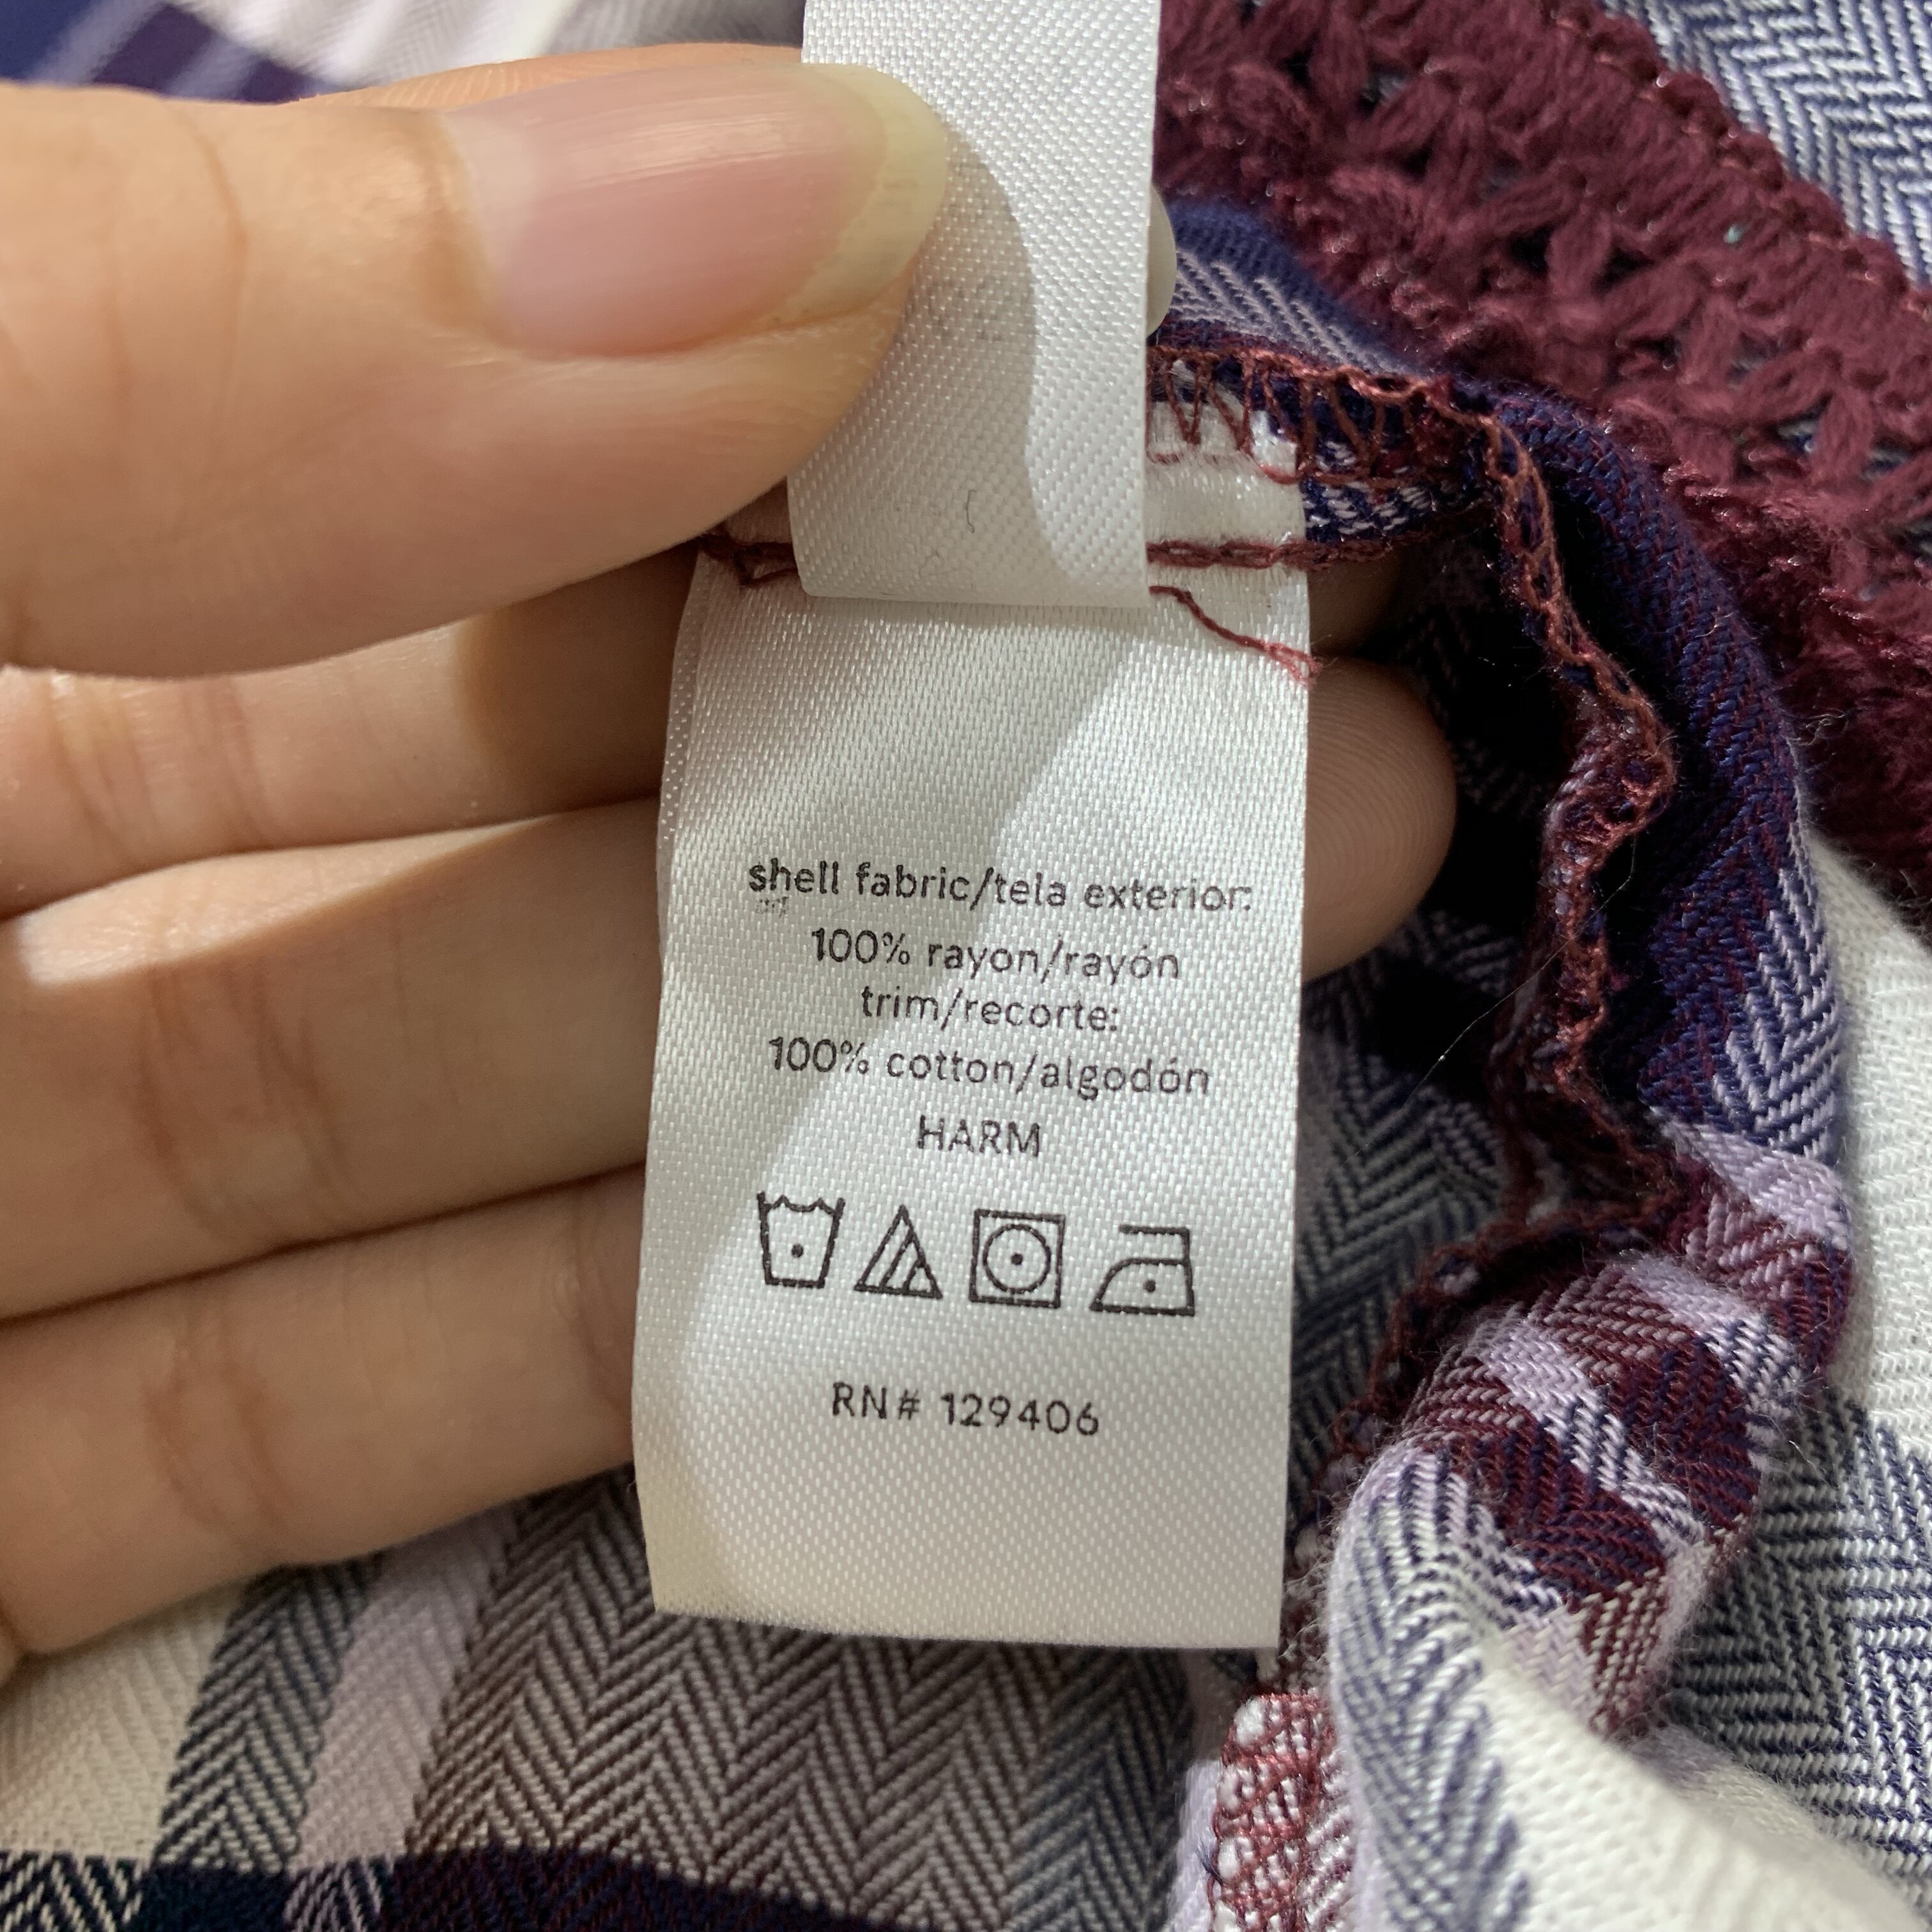 shell fabric/tela exterior:
100% rayon/rayón
trim/recorte:
100% cotton/algodón
HARM
RN# 129406